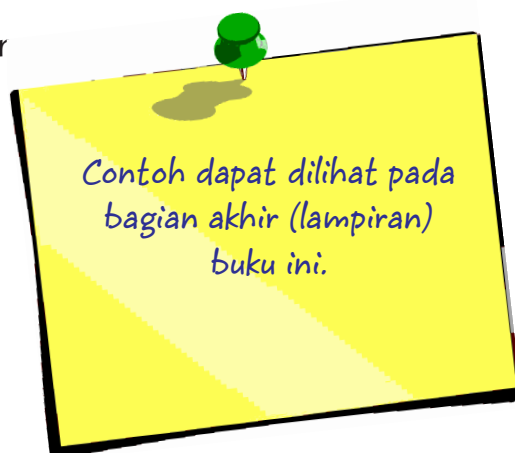 Contoh dapat dilihat pada
bagian akhir (lampiran)
buku ini.